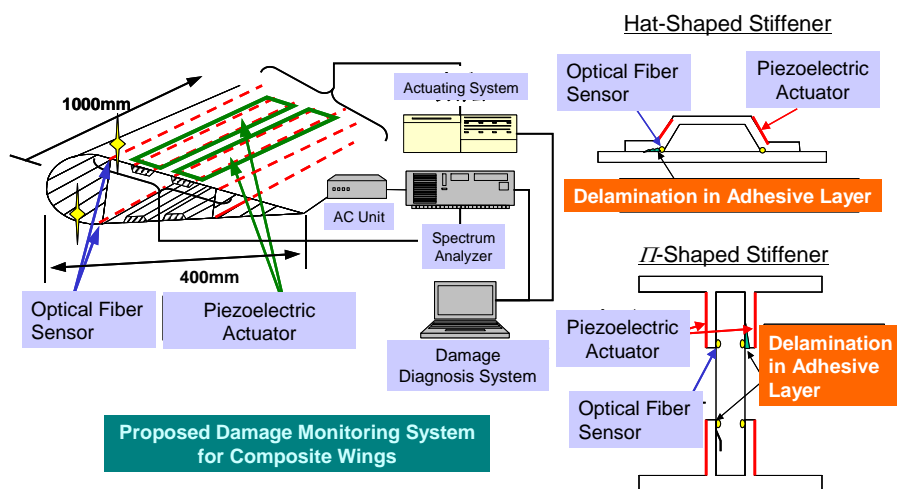 Hat-Shaped Stiffener
Optical Fiber
Sensor
Piezoelectric
Actuator
Delamination in Adhesive Layer
1000mm
Actuating System
AC Unit
Spectrum
Analyzer
400mm
Optical Fiber
Sensor
Piezoelectric
Actuator
Damage
Diagnosis System
Proposed Damage Monitoring System
for Composite Wings
Π-Shaped Stiffener
Piezoelectric
Actuator
Delamination
in Adhesive
Layer
Optical Fiber
Sensor